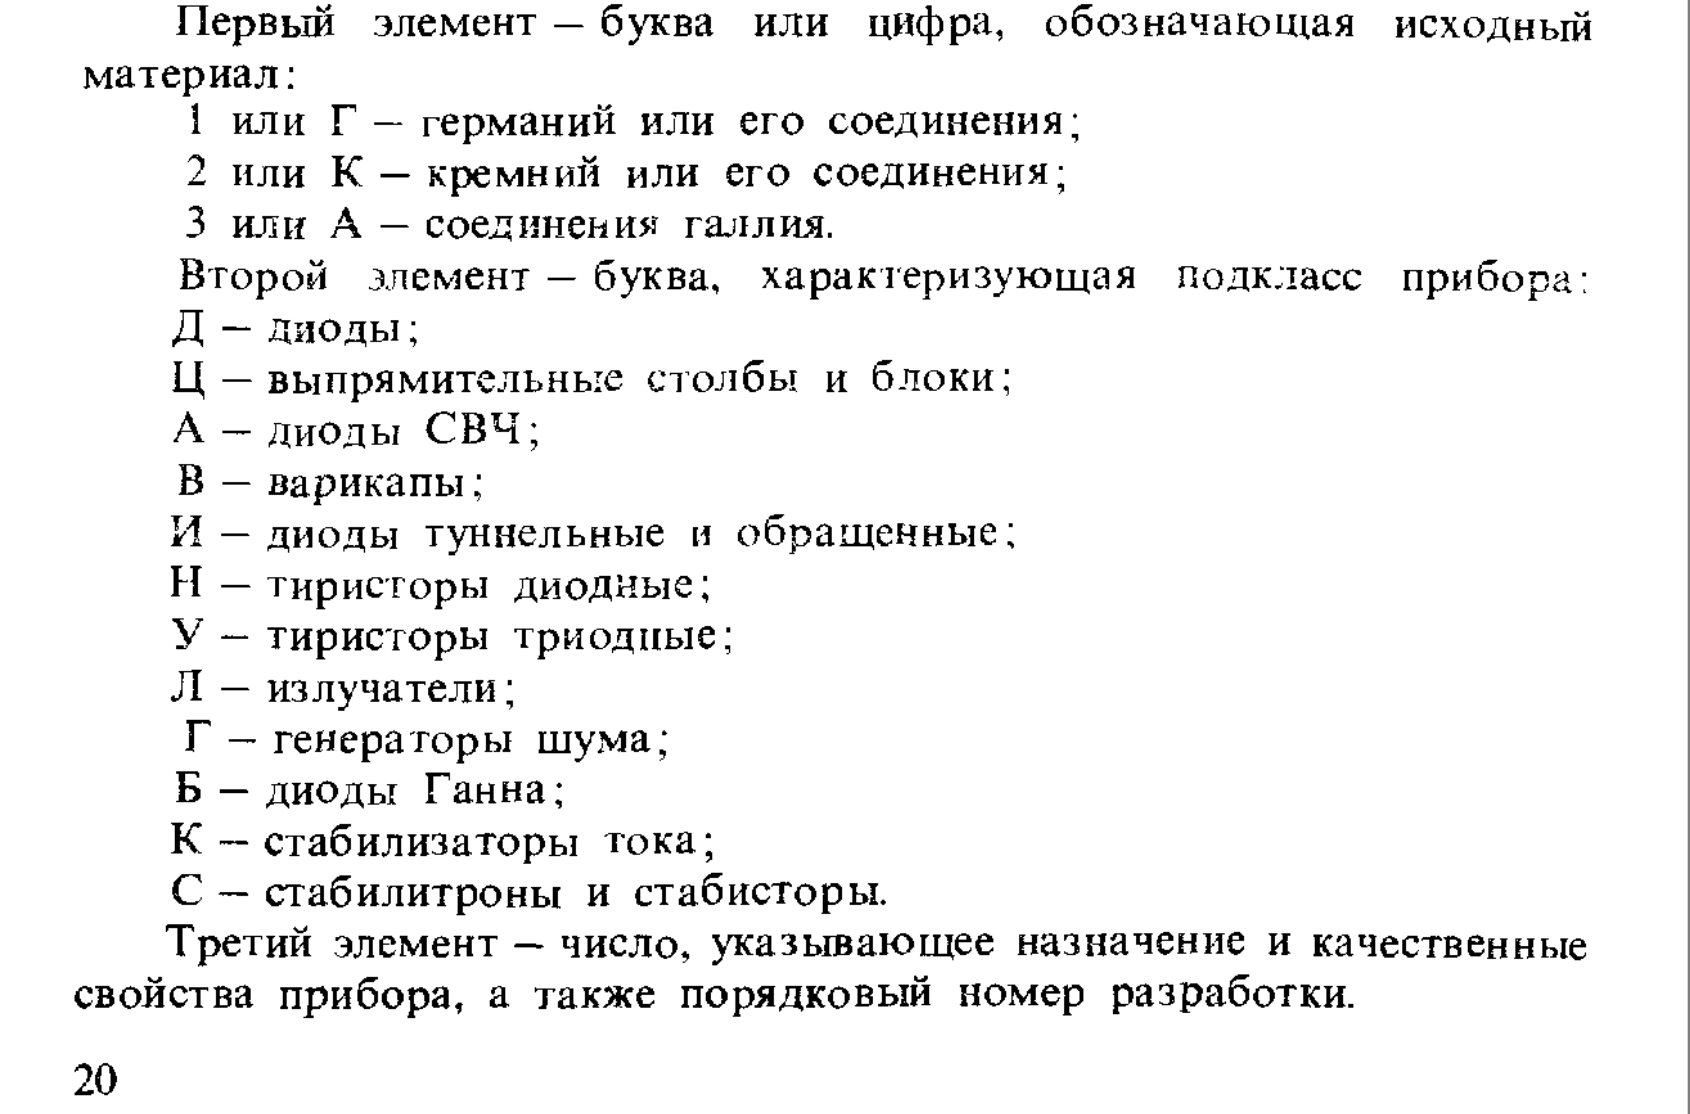 Первый элемент — буква или цифра, обозначающая исходный
материал:
1 или Г — германий или его соединения;
2 или К — кремний или его соединения;
3 или А — соединения галлия.
Второй элемент — буква, характеризующая подкласс прибора:
Д — диоды;
Ц — выпрямительные столбы и блоки;
А — диоды СВЧ;
В — варикапы;
И — диоды туннельные и обращенные;
Н — тиристоры диодные;
У — тиристоры триодные;
Л — излучатели;
Г — генераторы шума;
Б — диоды Ганна;
К — стабилизаторы тока;
С — стабилитроны и стабисторы.
Третий элемент — число, указывающее назначение и качественные
свойства прибора, а также порядковый номер разработки.
20